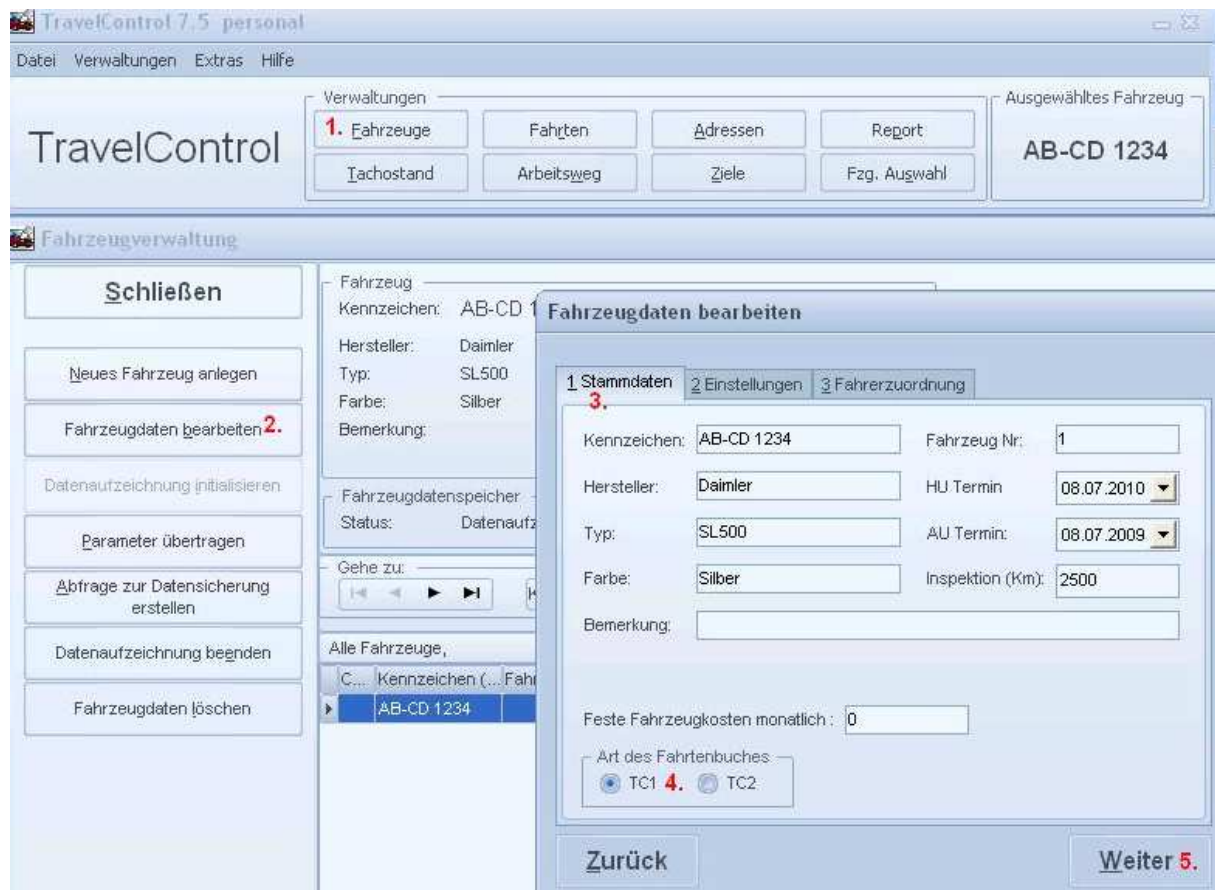 TravelControl 7.5 personal
Datei Verwaltungen Extras Hilfe
TravelControl
Verwaltungen
1. Fahrzeuge Fahrten Adressen Report
Tachostand Arbeitsweg Ziele Fzg. Auswahl
Ausgewähltes Fahrzeug
AB-CD 1234
Fahrzeugverwaltung
Schließen
Neues Fahrzeug anlegen
Fahrzeugdaten bearbeiten 2.
Datenaufzeichnung initialisieren
Parameter übertragen
Abfrage zur Datensicherung
erstellen
Datenaufzeichnung beenden
Fahrzeugdaten löschen
Fahrzeug
Kennzeichen: AB-CD 1
Hersteller: Daimler
Typ: SL500
Farbe: Silber
Bemerkung:
Fahrzeugdatenspeicher
Status: Datenaufz
Gehe zu:
Alle Fahrzeuge,
C... Kennzeichen (... Fahr
AB-CD 1234
Fahrzeugdaten bearbeiten
1 Stammdaten 2 Einstellungen 3 Fahrerzuordnung
3.
Kennzeichen: AB-CD 1234 Fahrzeug Nr: 1
Hersteller: Daimler HU Termin 08.07.2010
Typ: SL500 AU Termin: 08.07.2009
Farbe: Silber Inspektion (Km): 2500
Bemerkung:
Feste Fahrzeugkosten monatlich : 0
Art des Fahrtenbuches
TC1 4. TC2
Zurück
Weiter 5.